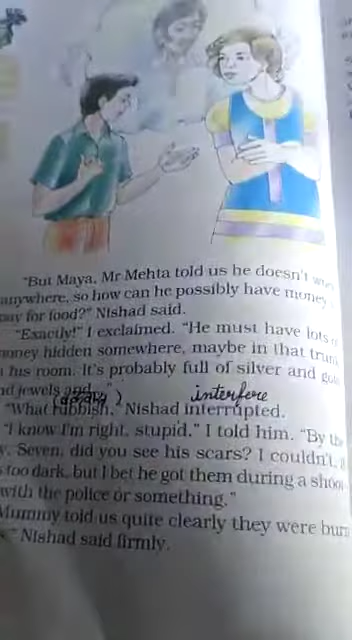 "But Maya, Mr Mehta told us he doesn't
anywhere, so how can he possibly have money
pay for food?" Nishad said.
"Exactly!" I exclaimed. "He must have lots
money hidden somewhere, maybe in that
his room. It's probably full of silver and
jewels and
interfere
"What rubbish," Nishad interrupted.
"I know I'm right, stupid," I told him. "By
Seven, did you see his scars? I couldn't,
too dark, but I bet he got them during a
with the police or something."
Mummy told us quite clearly they were
Nishad said firmly.